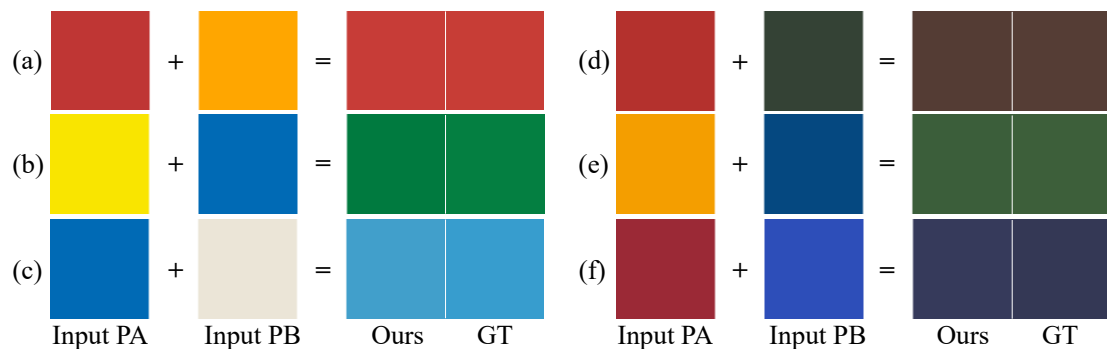 (a) + = (d) + =
(b) + = (e) + =
(c) + = (f) + =
Input PA Input PB Ours GT Input PA Input PB Ours GT